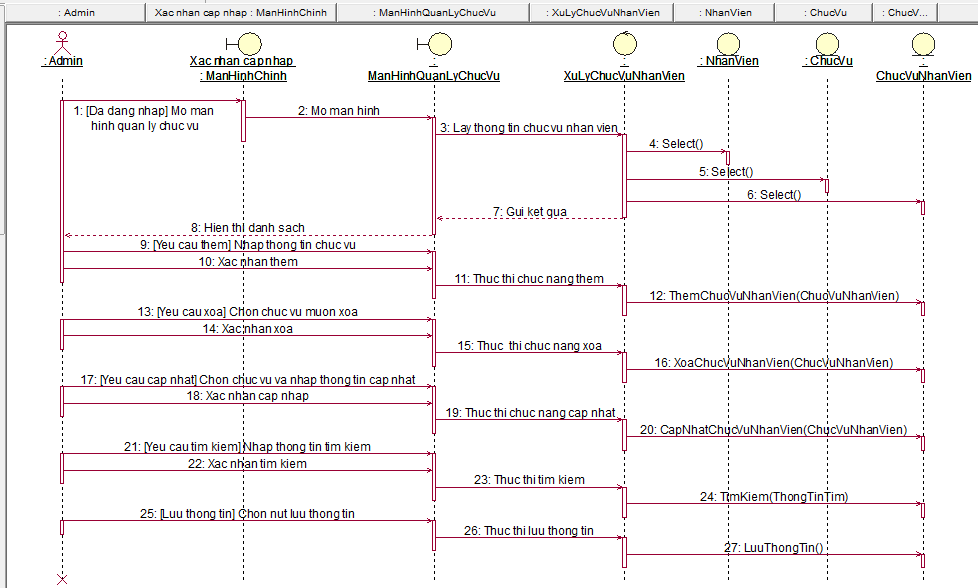 : Admin
Xac nhan cap nhap : ManHinhChinh
: ManHinhQuanLyChucVu
: XuLyChucVuNhanVien
: NhanVien
: ChucVu
: ChucV...
: Admin
Xac nhan cap nhap
: ManHinhChinh
:
ManHinhQuanLyChucVu
:
XuLyChucVuNhanVien
: NhanVien
: ChucVu
:
ChucVuNhanVien
1: [Da dang nhap] Mo man
hinh quan ly chuc vu
2: Mo man hinh
3: Lay thong tin chuc vu nhan vien
4: Select()
5: Select()
6: Select()
7: Gui ket qua
8: Hien thi danh sach
9: [Yeu cau them] Nhap thong tin chuc vu
10: Xac nhan them
11: Thuc thi chuc nang them
12: ThemChucVuNhanVien(ChucVuNhanVien)
13: [Yeu cau xoa] Chon chuc vu muon xoa
14: Xac nhan xoa
15: Thuc thi chuc nang xoa
16: XoaChucVuNhanVien(ChucVuNhanVien)
17: [Yeu cau cap nhat] Chon chuc vu va nhap thong tin cap nhat
18: Xac nhan cap nhap
19: Thuc thi chuc nang cap nhat
20: CapNhatChucVuNhanVien(ChucVuNhanVien)
21: [Yeu cau tim kiem] Nhap thong tin tim kiem
22: Xac nhan tim kiem
23: Thuc thi tim kiem
24: TimKiem(ThongTinTim)
25: [Luu thong tin] Chon nut luu thong tin
26: Thuc thi luu thong tin
27: LuuThongTin()